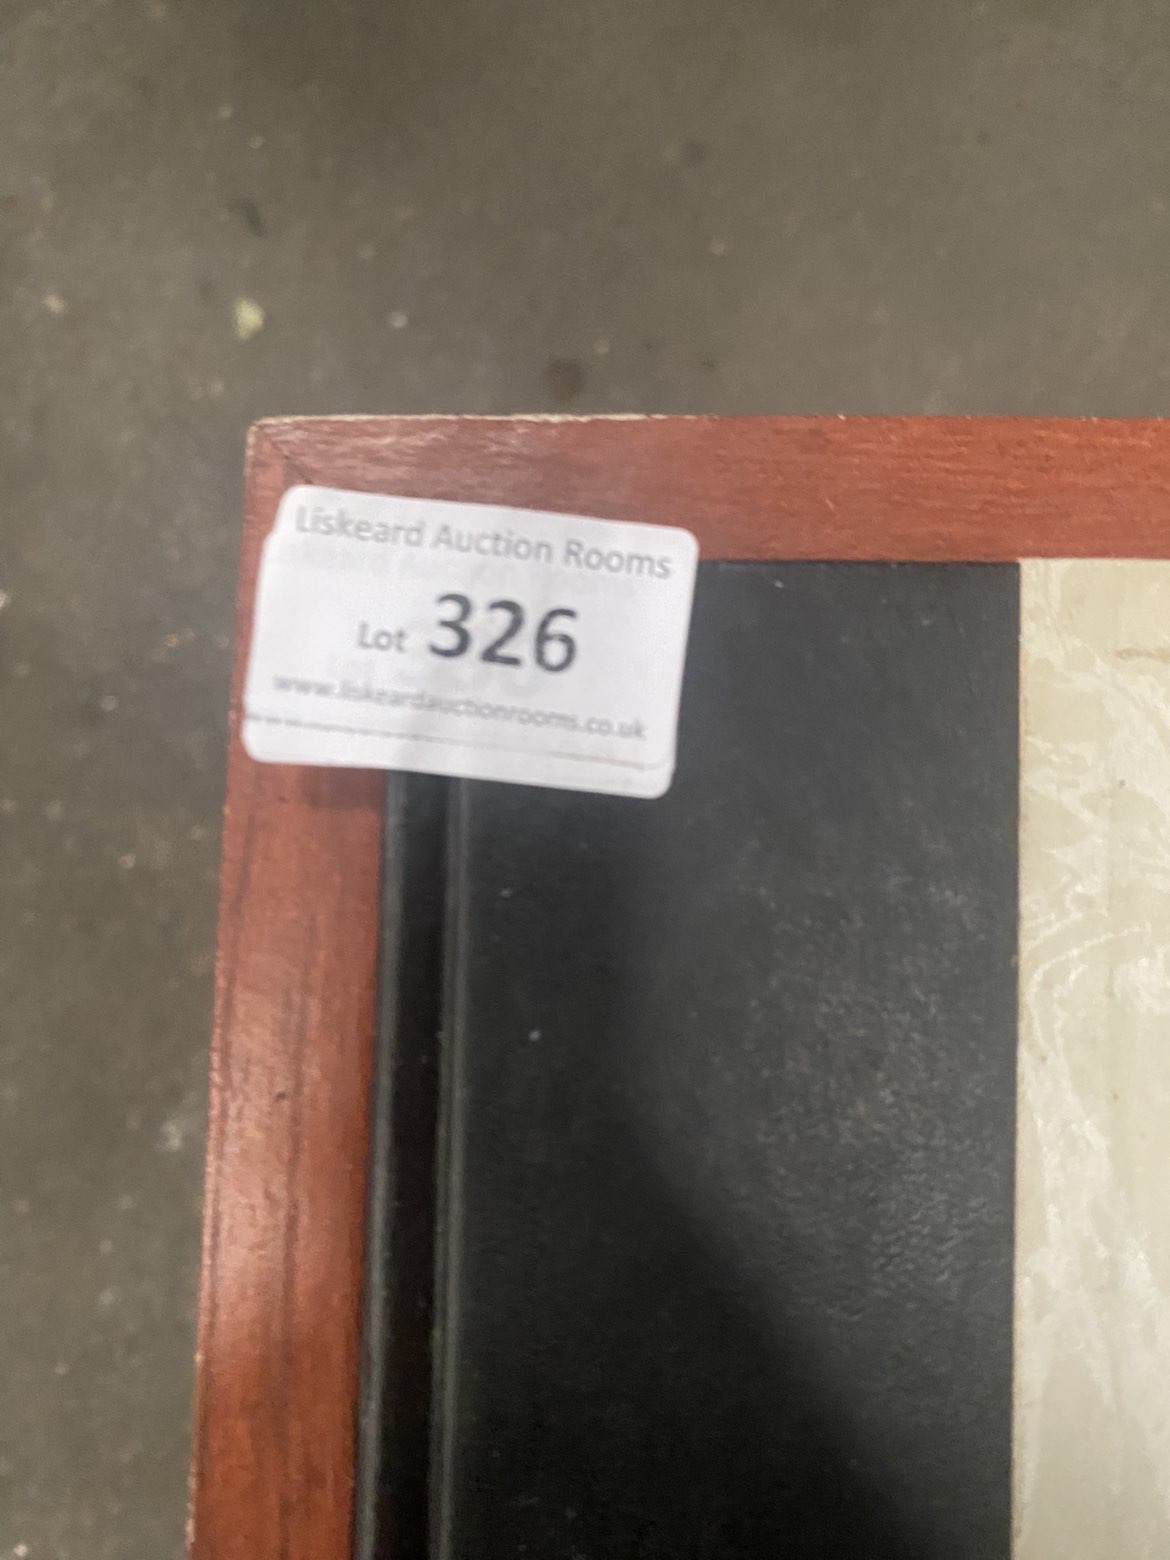 Liskeard Auction Rooms
Lot 326
www.liskeardauctionrooms.co.uk